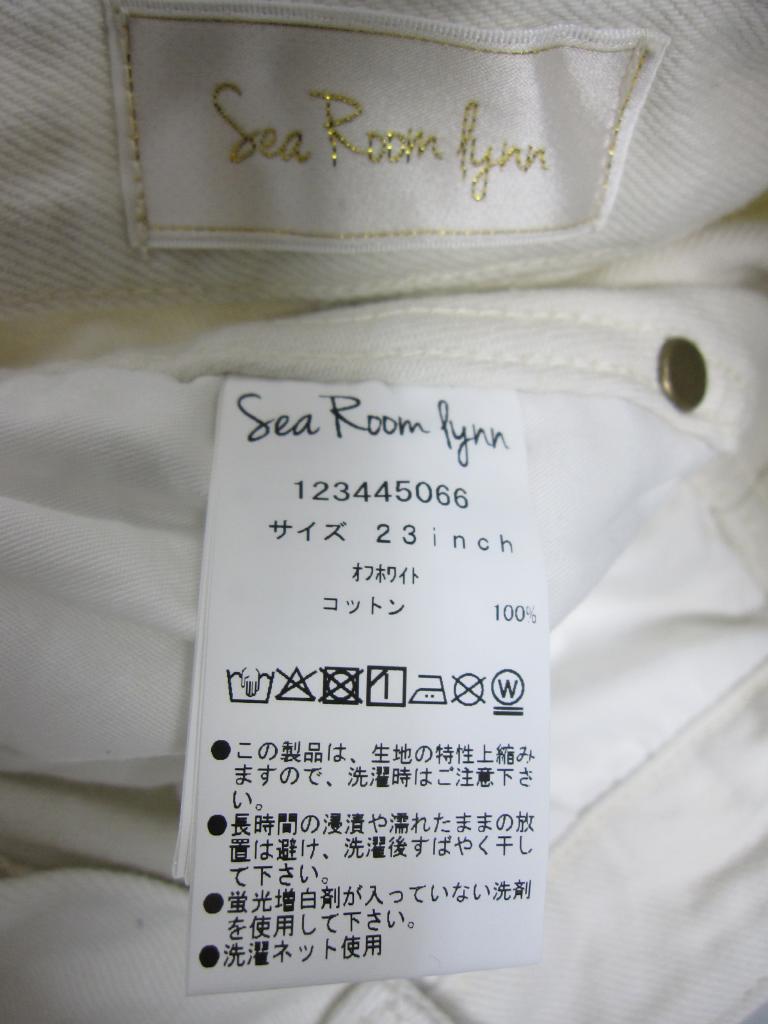 Sea Room lynn
Sea Room lynn
123445066
サイズ 23inch
オフホワイト
コットン 100%
W
●この製品は、生地の特性上縮み
ますので、洗濯時はご注意下さ
い。
●長時間の浸漬や濡れたままの放
置は避け、洗濯後すばやく干し
て下さい。
●蛍光増白剤が入っていない洗剤
を使用して下さい。
●洗濯ネット使用